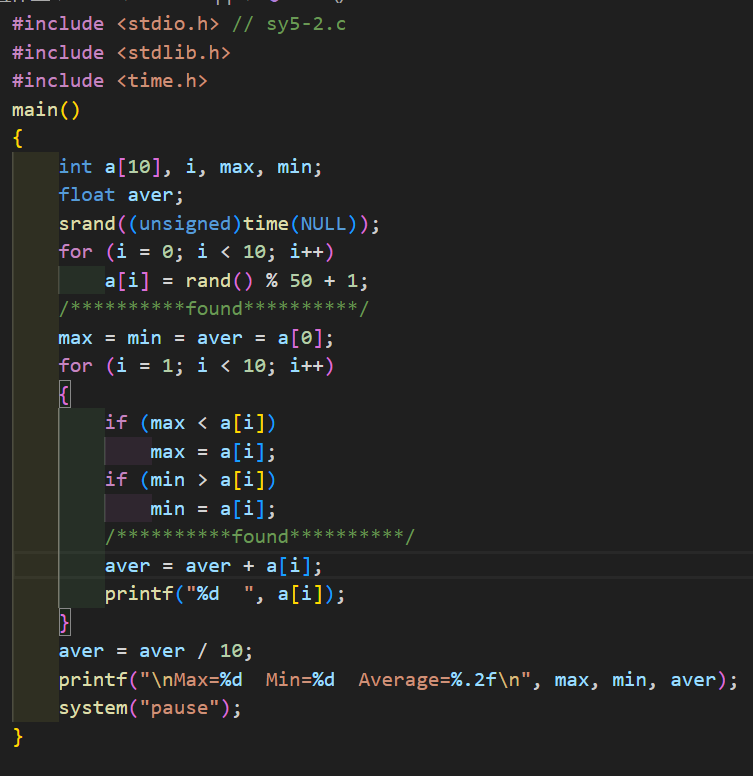 #include <stdio.h> // sy5-2.c
#include <stdlib.h>
#include <time.h>
main()
{
    int a[10], i, max, min;
    float aver;
    srand((unsigned)time(NULL));
    for (i = 0; i < 10; i++)
        a[i] = rand() % 50 + 1;
    /**********found**********/
    max = min = aver = a[0];
    for (i = 1; i < 10; i++)
    {
        if (max < a[i])
            max = a[i];
        if (min > a[i])
            min = a[i];
        /**********found**********/
        aver = aver + a[i];
        printf("%d  ", a[i]);
    }
    aver = aver / 10;
    printf("\nMax=%d  Min=%d  Average=%.2f\n", max, min, aver);
    system("pause");
}